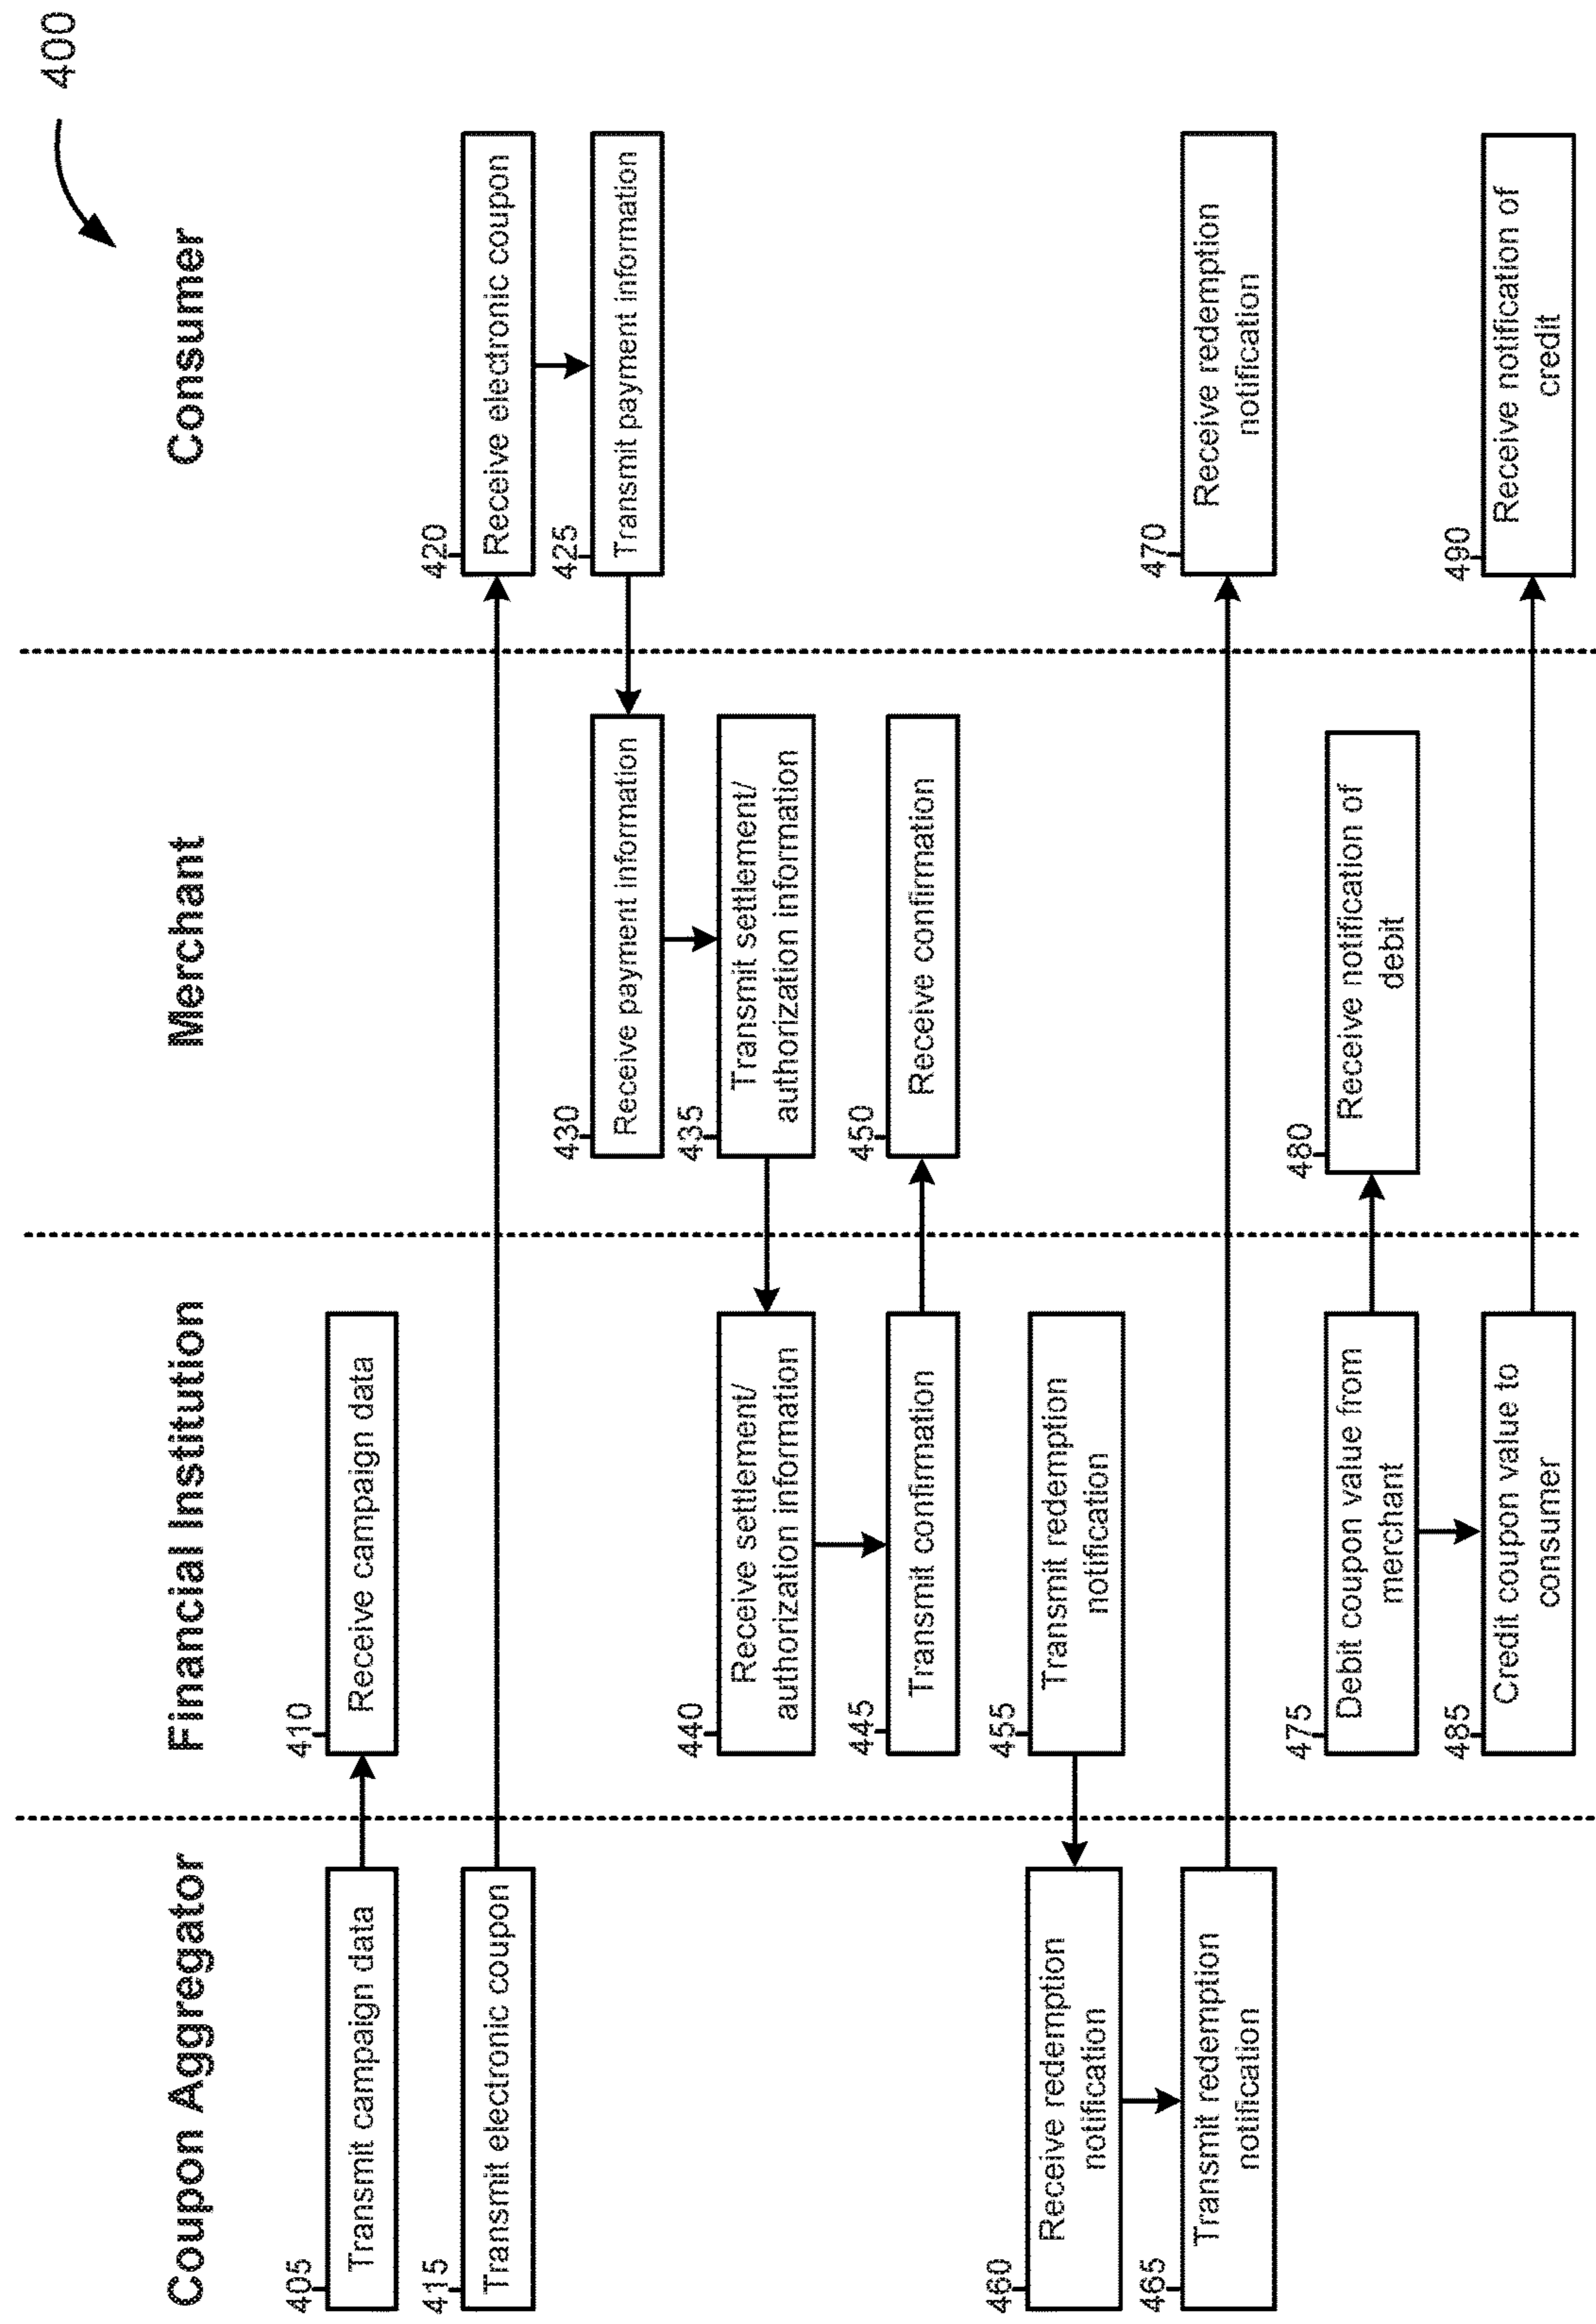 400
Coupon Aggregator
Financial Institution
Merchant
Consumer
405
Transmit campaign data
410
Receive campaign data
415
Transmit electronic coupon
420
Receive electronic coupon
425
Transmit payment information
430
Receive payment information
435
Transmit settlement/
authorization information
440
Receive settlement/
authorization information
445
Transmit confirmation
450
Receive confirmation
455
Transmit redemption
notification
460
Receive redemption
notification
465
Transmit redemption
notification
470
Receive redemption
notification
475
Debit coupon value from
merchant
480
Receive notification of
debit
485
Credit coupon value to
consumer
490
Receive notification of
credit